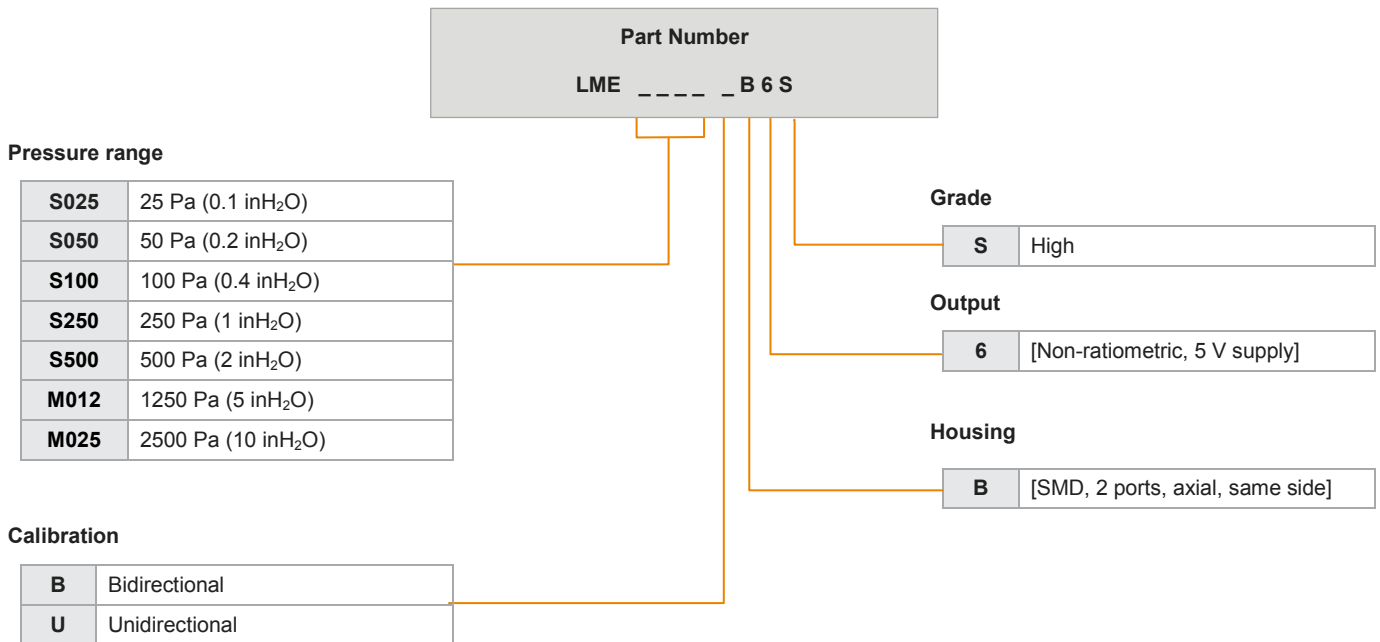 Part Number
LME _ _ _ _ _ B 6 S
Pressure range
S025 25 Pa (0.1 inH₂O)
S050 50 Pa (0.2 inH₂O)
S100 100 Pa (0.4 inH₂O)
S250 250 Pa (1 inH₂O)
S500 500 Pa (2 inH₂O)
M012 1250 Pa (5 inH₂O)
M025 2500 Pa (10 inH₂O)
Calibration
B Bidirectional
U Unidirectional
Grade
S High
Output
6 [Non-ratiometric, 5 V supply]
Housing
B [SMD, 2 ports, axial, same side]